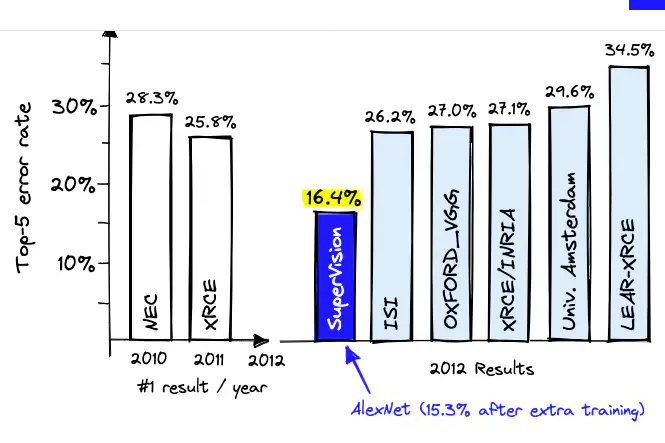 Top-5 error rate
30%
20%
10%
28.3%
25.8%
16.4%
26.2%
27.0%
27.1%
29.6%
34.5%
NEC
XRCE
SuperVision
ISI
OXFORD_VGG
XRCE/INRIA
Univ. Amsterdam
LEAR-XRCE
2010 2011 2012
#1 result / year
2012 Results
AlexNet (15.3% after extra training)